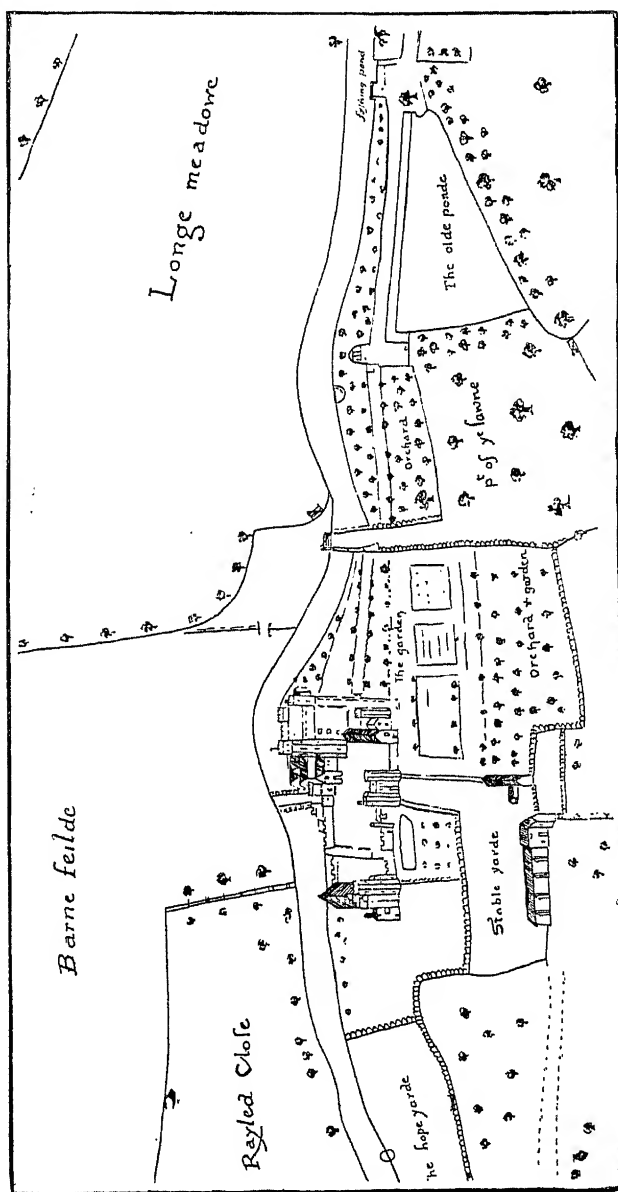 Longe meadowe
Barne feilde
Rayled Close
fyshing pond
The olde ponde
Orchard
pt of ye lawne
The garden
Orchard & garden
Stable yarde
he hope yarde